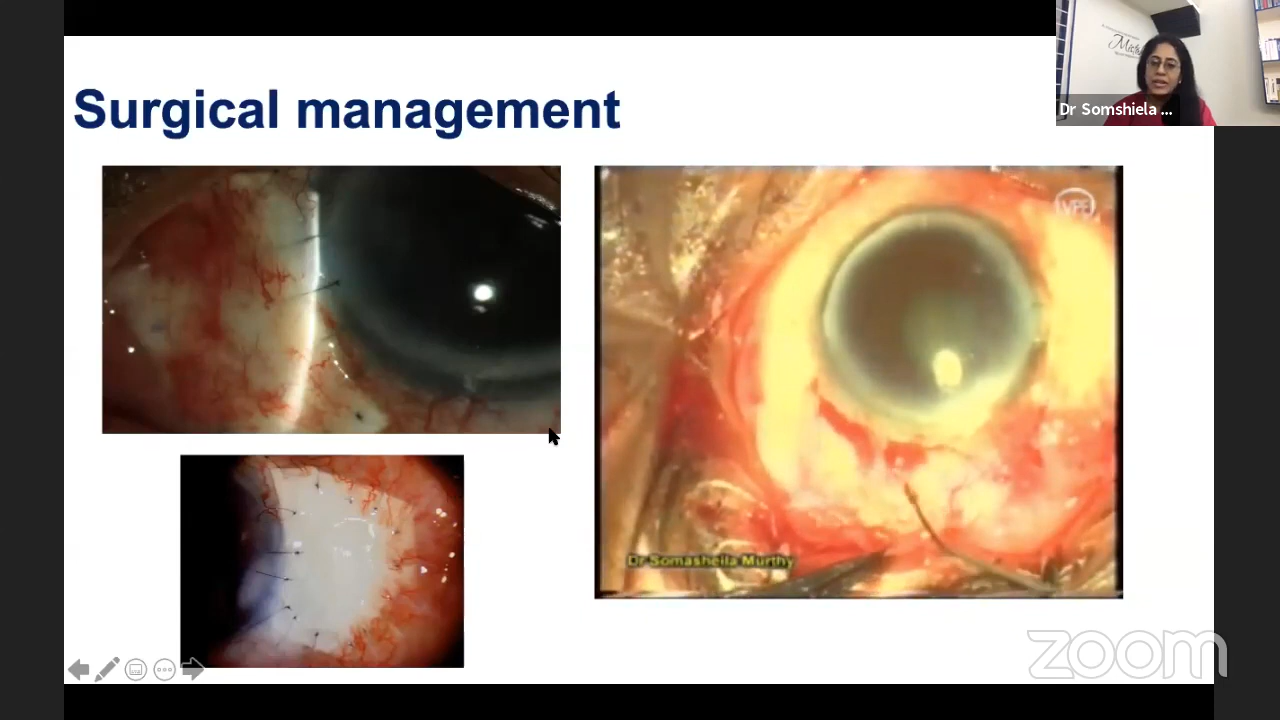 Surgical management
Dr Somshiela ...
Dr Somasheila Murthy
zoom